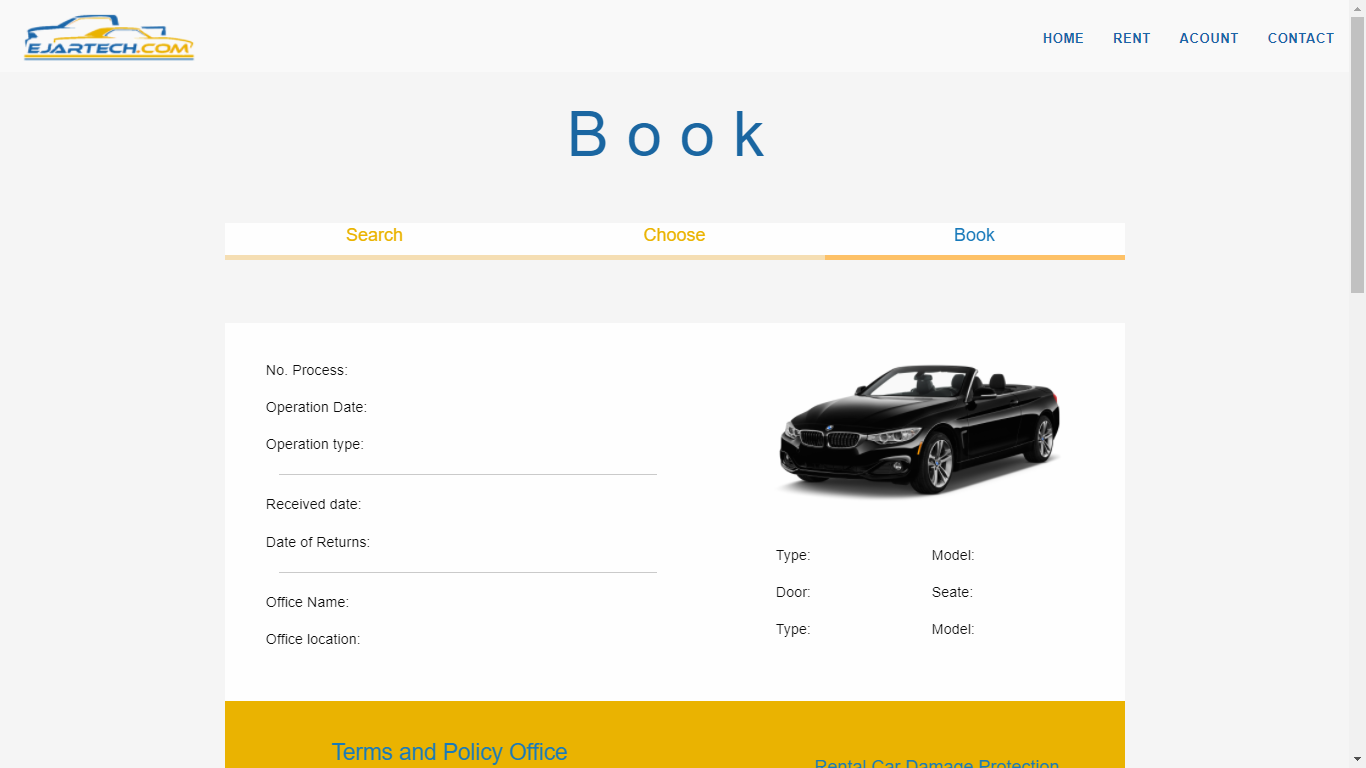 EJARTECH.COM
HOME RENT ACOUNT CONTACT
Book
Search Choose Book
No. Process:
Operation Date:
Operation type:
Received date:
Date of Returns:
Office Name:
Office location:
Type: Model:
Door: Seate:
Type: Model:
Terms and Policy Office
Rental Car Damage Protection